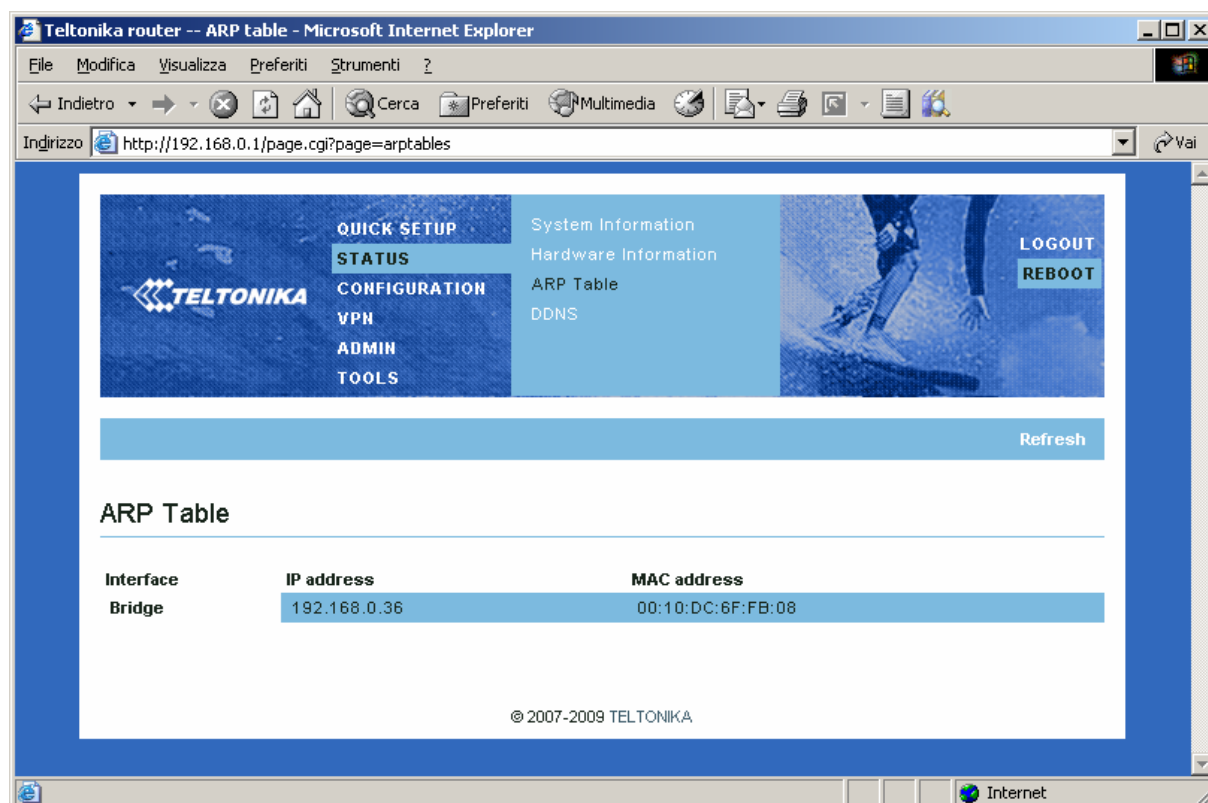 Teltonika router -- ARP table - Microsoft Internet Explorer
File Modifica Visualizza Preferiti Strumenti ?
Indietro Cerca Preferiti Multimedia
Indirizzo http://192.168.0.1/page.cgi?page=arptables Vai
TELTONIKA
QUICK SETUP
STATUS
CONFIGURATION
VPN
ADMIN
TOOLS
System Information
Hardware Information
ARP Table
DDNS
LOGOUT
REBOOT
Refresh
ARP Table
Interface IP address MAC address
Bridge 192.168.0.36 00:10:DC:6F:FB:08
© 2007-2009 TELTONIKA
Internet